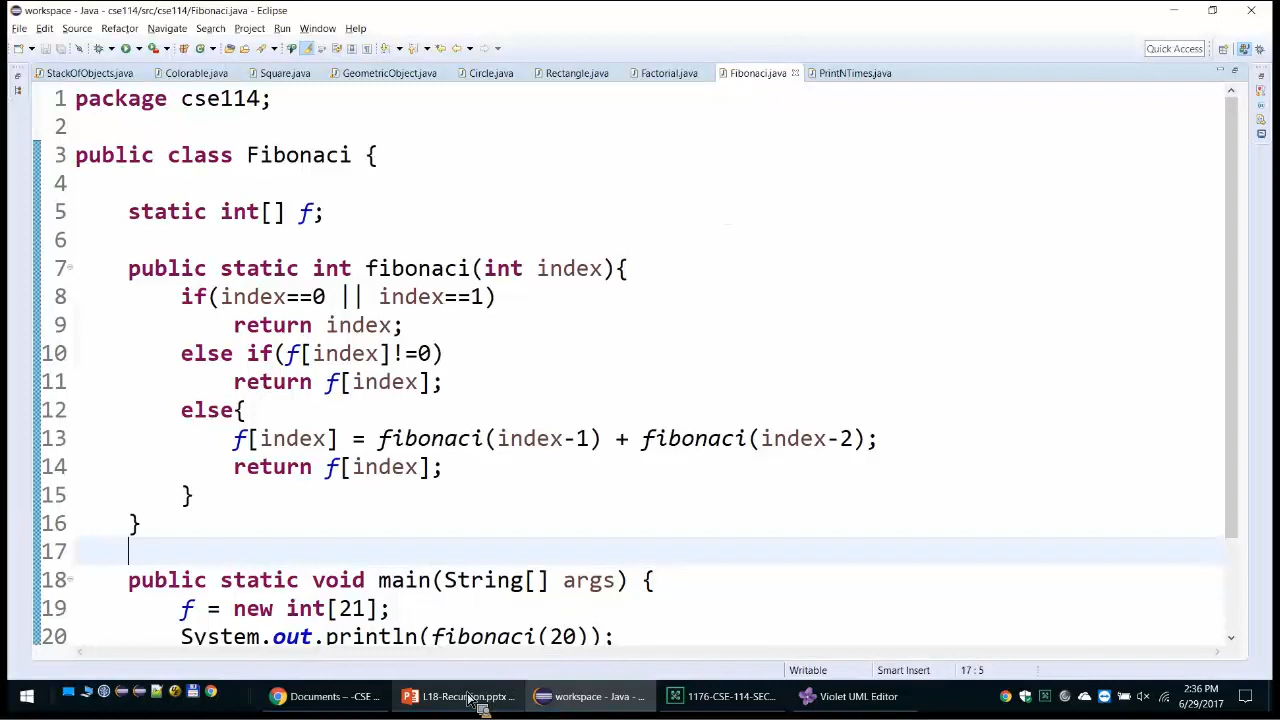 workspace - Java - cse114/src/cse114/Fibonaci.java - Eclipse
File Edit Source Refactor Navigate Search Project Run Window Help
Quick Access
StackOfObjects.java Colorable.java Square.java GeometricObject.java Circle.java Rectangle.java Factorial.java Fibonaci.java PrintNTimes.java
1 package cse114;
2
3 public class Fibonaci {
4
5 static int[] f;
6
7 public static int fibonaci(int index){
8 if(index==0 || index==1)
9 return index;
10 else if(f[index]!=0)
11 return f[index];
12 else{
13 f[index] = fibonaci(index-1) + fibonaci(index-2);
14 return f[index];
15 }
16 }
17
18 public static void main(String[] args) {
19 f = new int[21];
20 System.out.println(fibonaci(20));
Writable Smart Insert 17 : 5
Documents – CSE ... L18-Recursion.pptx ... workspace - Java - ... 1176-CSE-114-SEC... Violet UML Editor
2:36 PM
6/29/2017